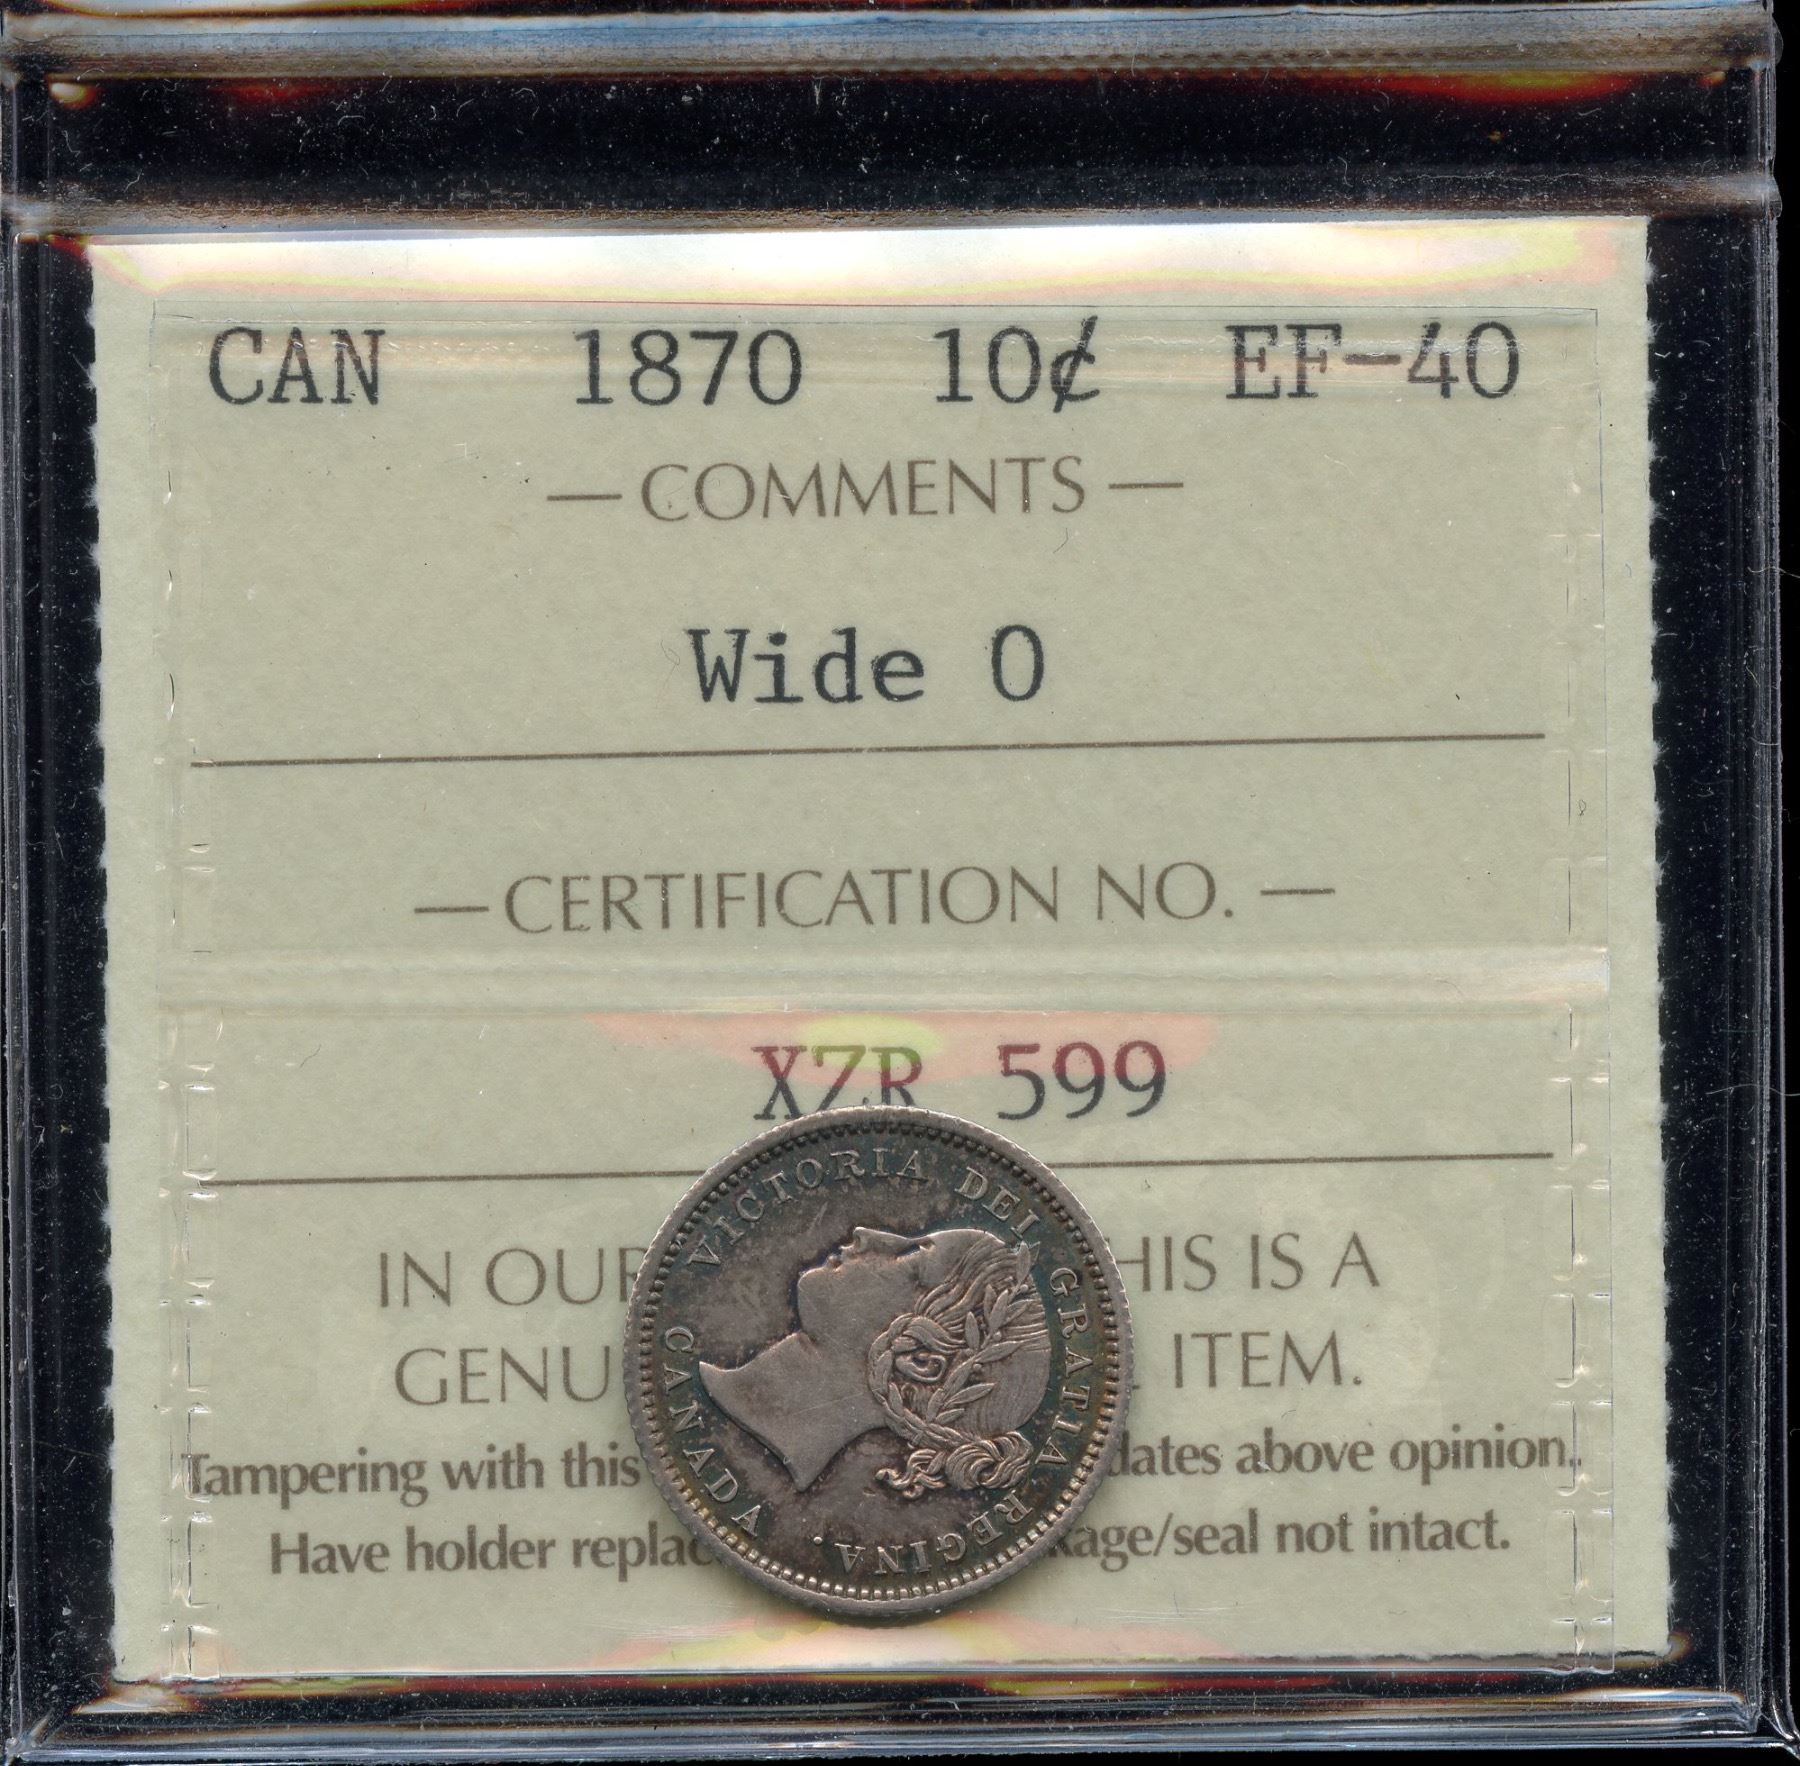 CAN 1870 10¢ EF-40
— COMMENTS —
Wide 0
— CERTIFICATION NO. —
XZR 599
VICTORIA DEI GRATIA REGINA.
CANADA
IN OUR HIS IS A
GENU ITEM.
Tampering with this dates above opinion.
Have holder replac kage/seal not intact.